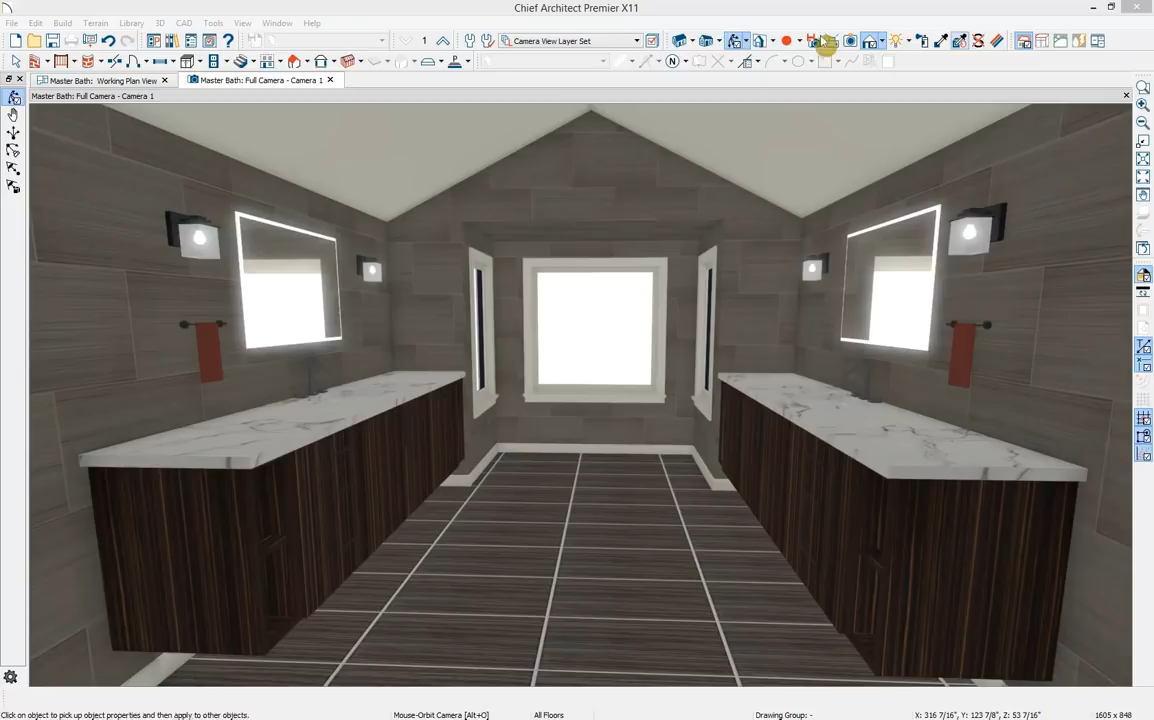 Chief Architect Premier X11
File Edit Build Terrain Library 3D CAD Tools Window Help
1 Camera View Layer Set
N
Master Bath: Working Plan View Master Bath: Full Camera - Camera 1
Master Bath: Full Camera - Camera 1
Click on object to pick up object properties and then apply to other objects. Mouse-Orbit Camera [Alt+O] All Floors Drawing Group: - X: 316 7/16", Y: 123 7/8", Z: 53 7/16" 1605 x 848